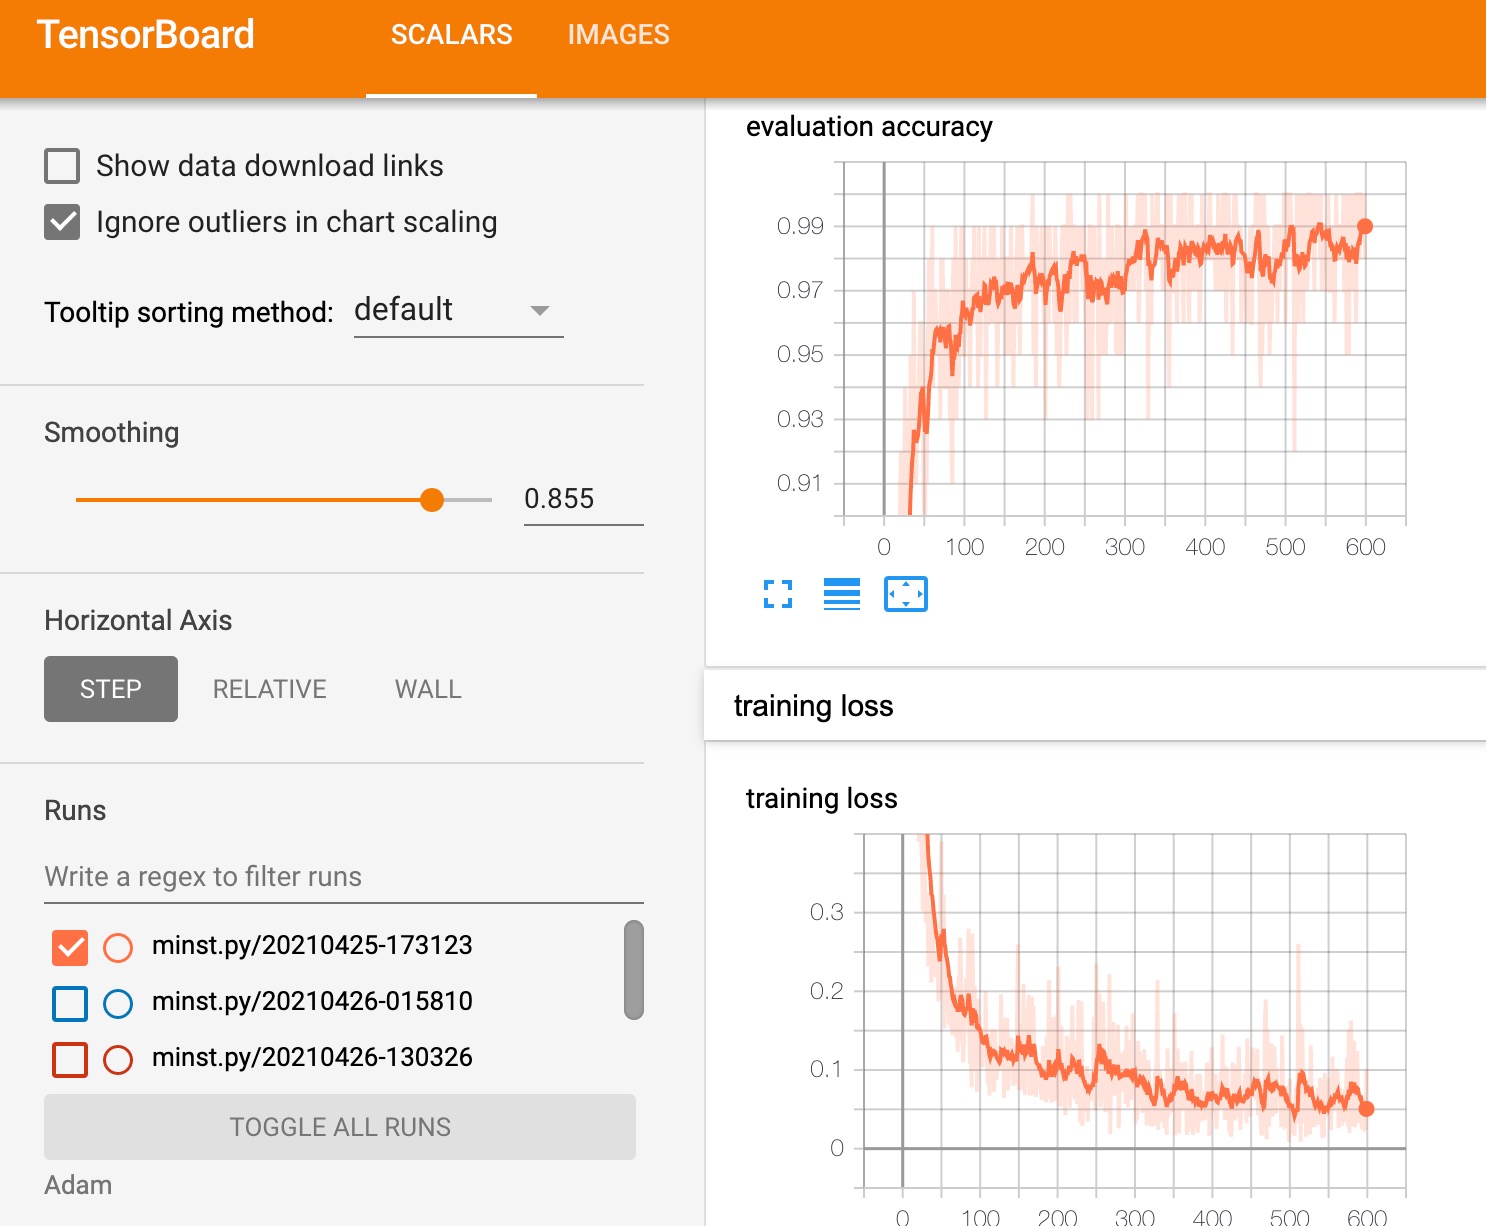 TensorBoard SCALARS IMAGES
Show data download links
Ignore outliers in chart scaling
Tooltip sorting method: default
Smoothing
0.855
Horizontal Axis
STEP RELATIVE WALL
Runs
Write a regex to filter runs
minst.py/20210425-173123
minst.py/20210426-015810
minst.py/20210426-130326
TOGGLE ALL RUNS
Adam
evaluation accuracy
0.99
0.97
0.95
0.93
0.91
0 100 200 300 400 500 600
training loss
training loss
0.3
0.2
0.1
0
0 100 200 300 400 500 600